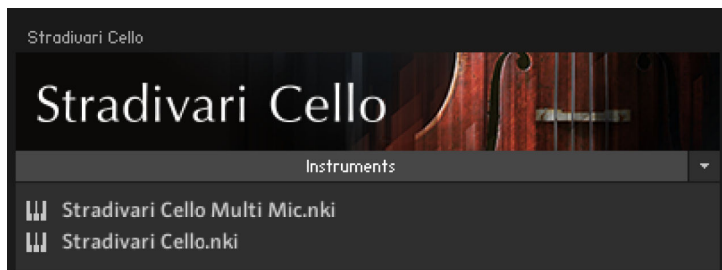 Stradivari Cello
Stradivari Cello
Instruments
Stradivari Cello Multi Mic.nki
Stradivari Cello.nki